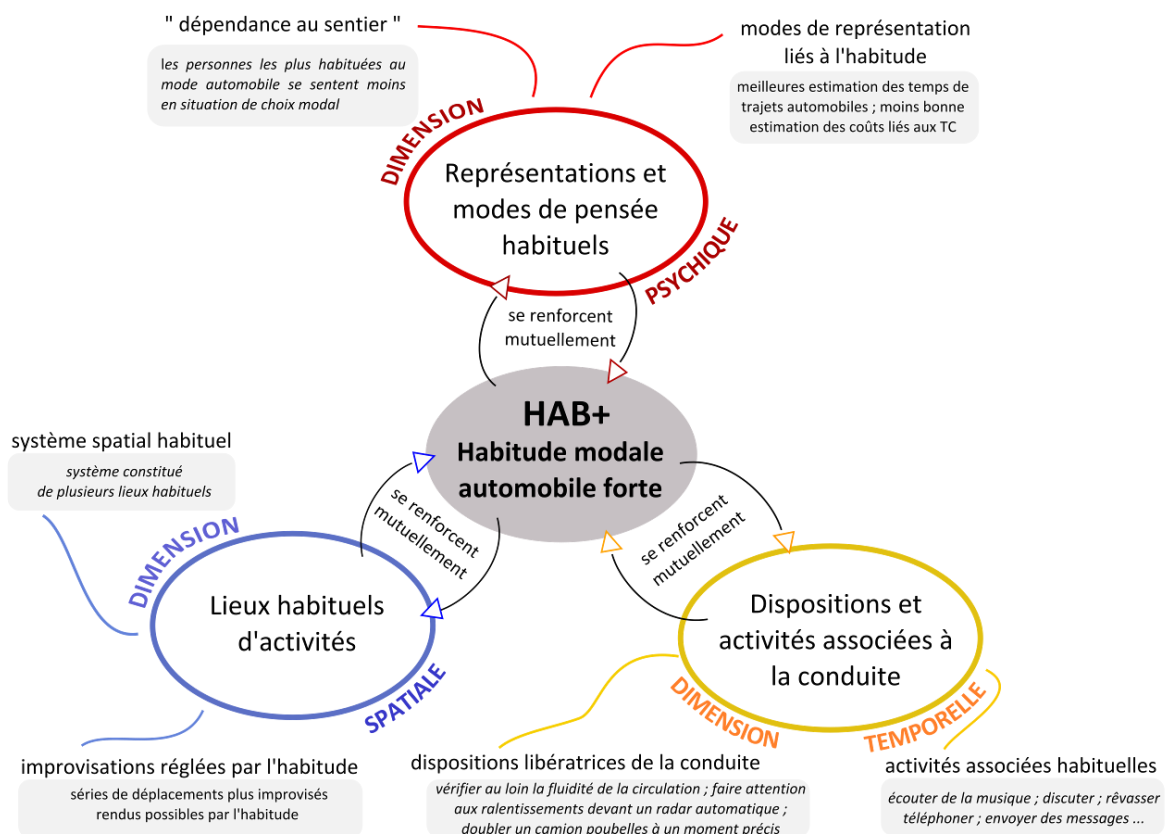 " dépendance au sentier "
les personnes les plus habituées au
mode automobile se sentent moins
en situation de choix modal
modes de représentation
liés à l'habitude
meilleures estimation des temps de
trajets automobiles ; moins bonne
estimation des coûts liés aux TC
DIMENSION
PSYCHIQUE
Représentations et
modes de pensée
habituels
se renforcent
mutuellement
HAB+
Habitude modale
automobile forte
système spatial habituel
système constitué
de plusieurs lieux habituels
se renforcent
mutuellement
se renforcent
mutuellement
DIMENSION
SPATIALE
Lieux habituels
d'activités
Dispositions et
activités associées à
la conduite
DIMENSION
TEMPORELLE
improvisations réglées par l'habitude
séries de déplacements plus improvisés
rendus possibles par l'habitude
dispositions libératrices de la conduite
vérifier au loin la fluidité de la circulation ; faire attention
aux ralentissements devant un radar automatique ;
doubler un camion poubelles à un moment précis
activités associées habituelles
écouter de la musique ; discuter ; rêvasser
téléphoner ; envoyer des messages ...